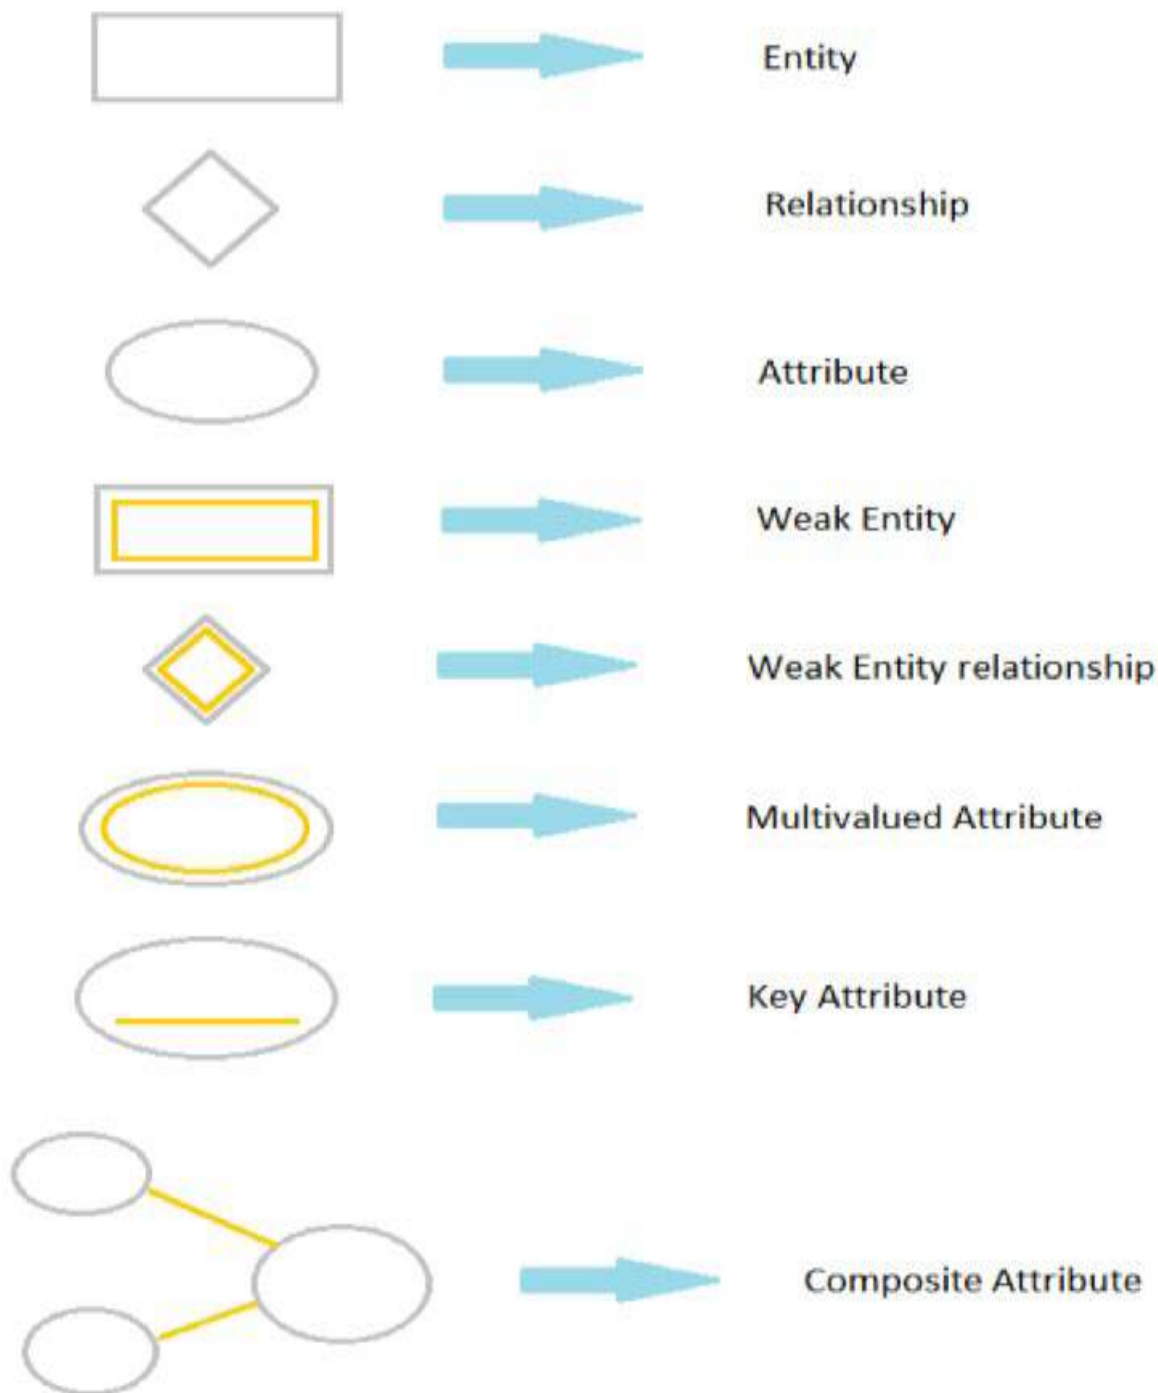 Entity
Relationship
Attribute
Weak Entity
Weak Entity relationship
Multivalued Attribute
Key Attribute
Composite Attribute